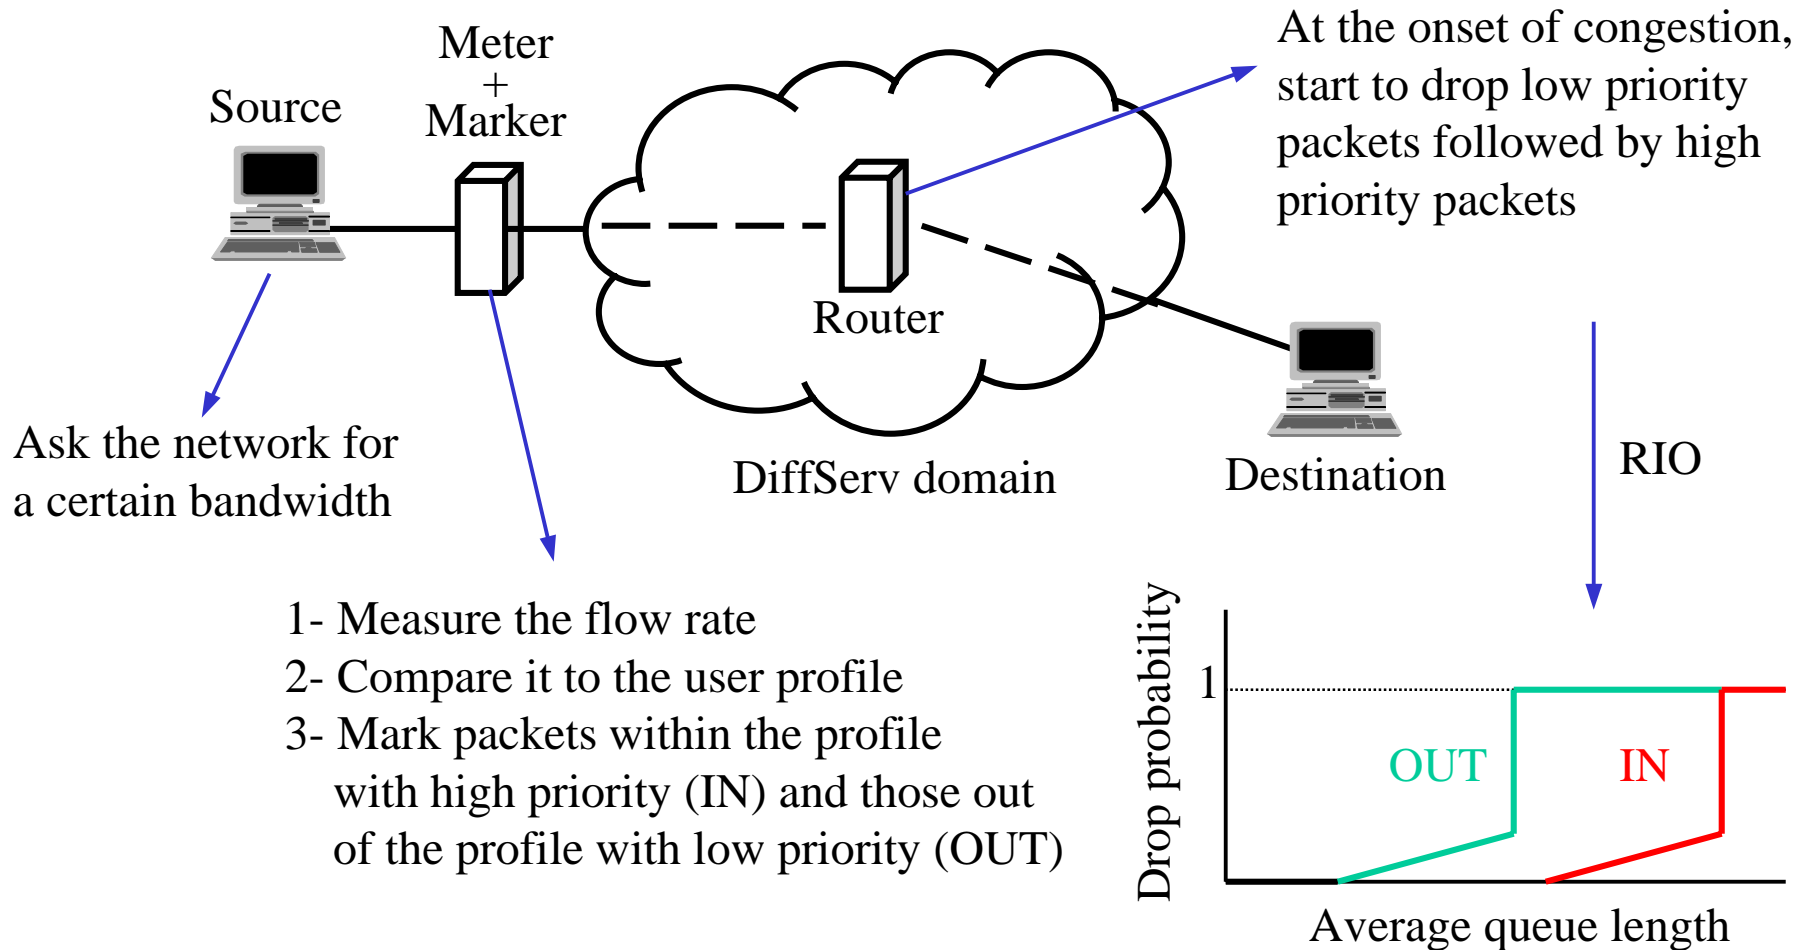 Meter
+
Marker
Source
At the onset of congestion,
start to drop low priority
packets followed by high
priority packets
Router
Ask the network for
a certain bandwidth
DiffServ domain
Destination
RIO
1- Measure the flow rate
2- Compare it to the user profile
3- Mark packets within the profile
with high priority (IN) and those out
of the profile with low priority (OUT)
Drop probability
1
OUT
IN
Average queue length